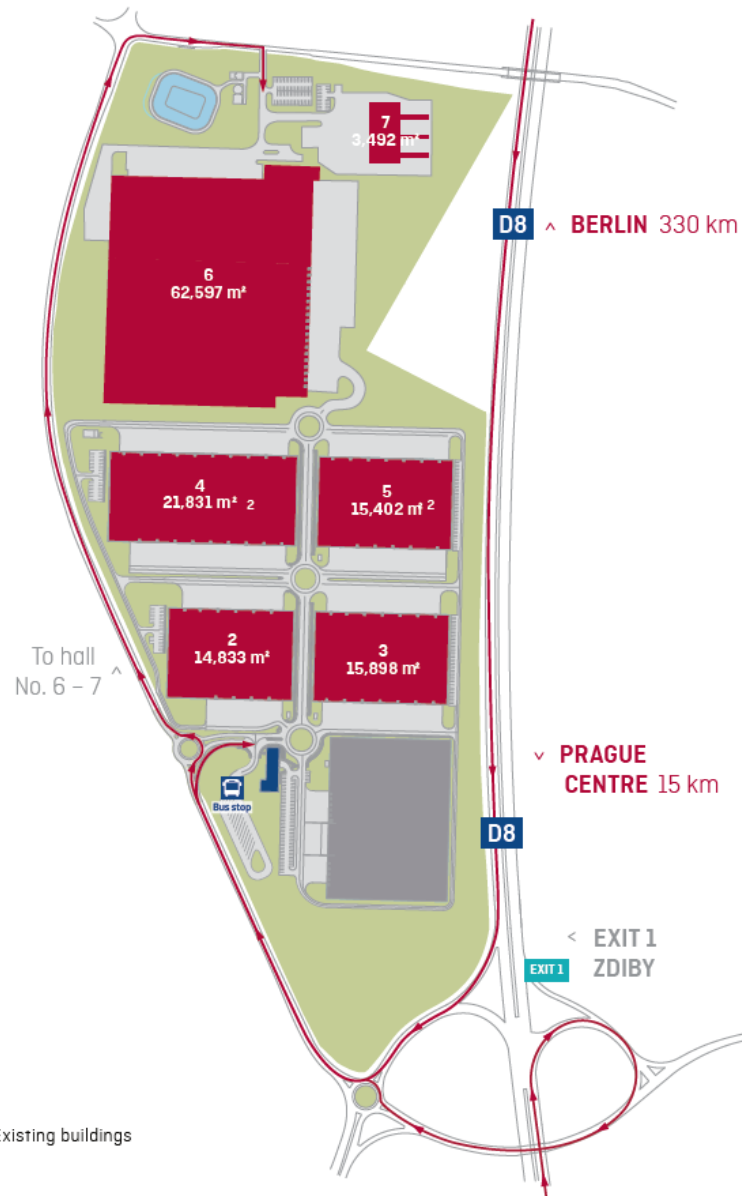 7
3,492 m²
D8
^ BERLIN 330 km
6
62,597 m²
4
21,831 m² 2
5
15,402 m² 2
2
14,833 m²
3
15,898 m²
To hall
No. 6 – 7 ^
˅ PRAGUE
CENTRE 15 km
Bus stop
D8
< EXIT 1
ZDIBY
EXIT 1
xisting buildings